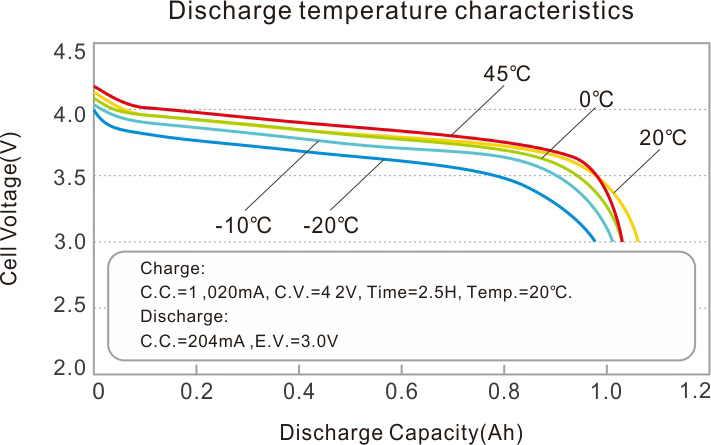 Discharge temperature characteristics
4.5
4.0
3.5
3.0
2.5
2.0
Cell Voltage(V)
45℃
0℃
20℃
-10℃
-20℃
Charge:
C.C.=1 ,020mA, C.V.=4 2V, Time=2.5H, Temp.=20℃.
Discharge:
C.C.=204mA ,E.V.=3.0V
0 0.2 0.4 0.6 0.8 1.0 1.2
Discharge Capacity(Ah)